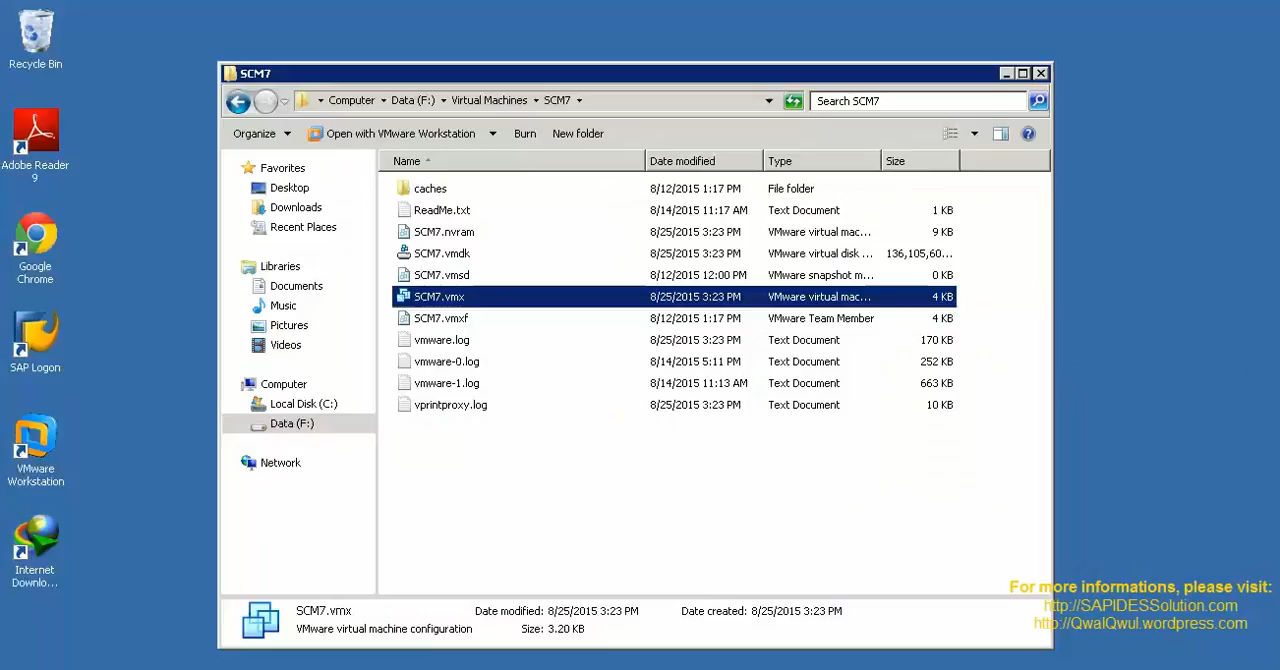 Recycle Bin
Adobe Reader
9
Google
Chrome
SAP Logon
VMware
Workstation
Internet
Downlo...
SCM7
Computer Data (F:) Virtual Machines SCM7
Search SCM7
Organize
Open with VMware Workstation
Burn
New folder
Favorites
Desktop
Downloads
Recent Places
Libraries
Documents
Music
Pictures
Videos
Computer
Local Disk (C:)
Data (F:)
Network
Name Date modified Type Size
caches 8/12/2015 1:17 PM File folder
ReadMe.txt 8/14/2015 11:17 AM Text Document 1 KB
SCM7.nvram 8/25/2015 3:23 PM VMware virtual mac... 9 KB
SCM7.vmdk 8/25/2015 3:23 PM VMware virtual disk ... 136,105,60...
SCM7.vmsd 8/12/2015 12:00 PM VMware snapshot m... 0 KB
SCM7.vmx 8/25/2015 3:23 PM VMware virtual mac... 4 KB
SCM7.vmxf 8/12/2015 1:17 PM VMware Team Member 4 KB
vmware.log 8/25/2015 3:23 PM Text Document 170 KB
vmware-0.log 8/14/2015 5:11 PM Text Document 252 KB
vmware-1.log 8/14/2015 11:13 AM Text Document 663 KB
vprintproxy.log 8/25/2015 3:23 PM Text Document 10 KB
SCM7.vmx Date modified: 8/25/2015 3:23 PM Date created: 8/25/2015 3:23 PM
VMware virtual machine configuration Size: 3.20 KB
For more informations, please visit:
http://SAPIDESSolution.com
http://QwalQwul.wordpress.com